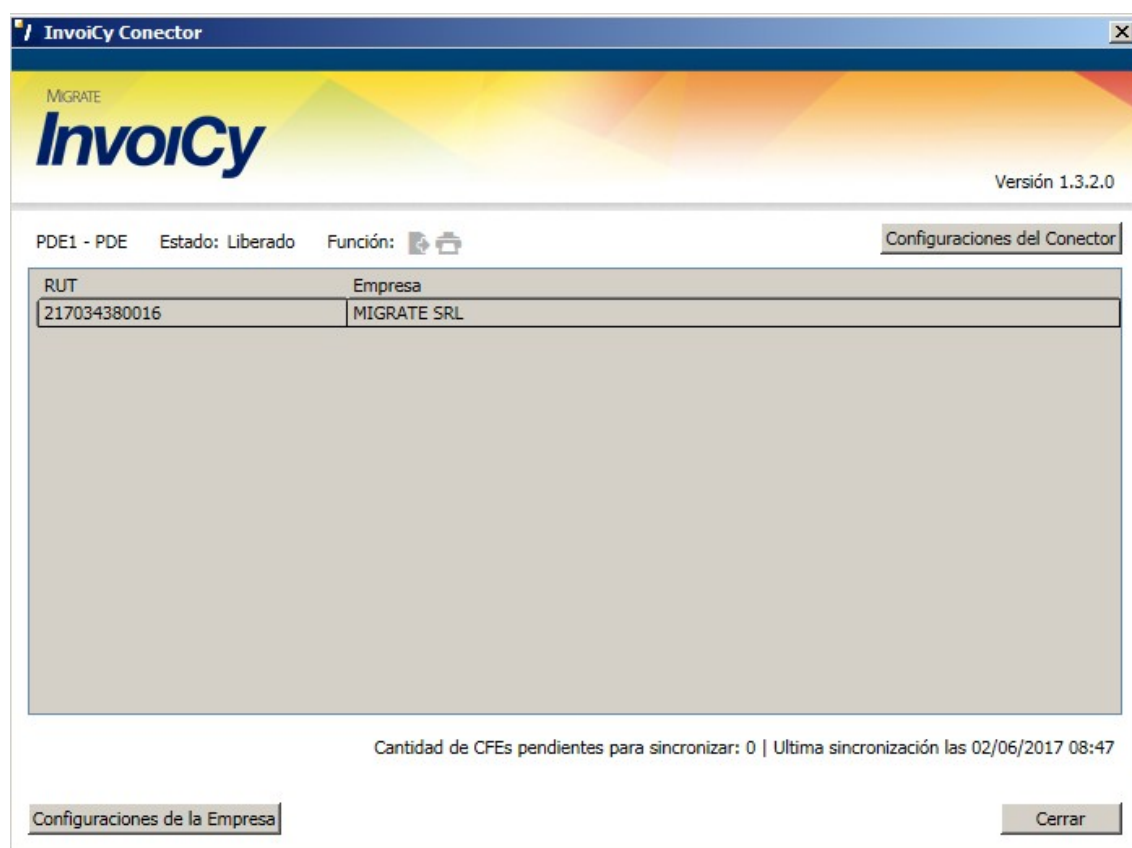 InvoiCy Conector
MIGRATE
InvoiCy
Versión 1.3.2.0
PDE1 - PDE Estado: Liberado Función: Configuraciones del Conector
RUT Empresa
217034380016 MIGRATE SRL
Cantidad de CFEs pendientes para sincronizar: 0 | Ultima sincronización las 02/06/2017 08:47
Configuraciones de la Empresa Cerrar